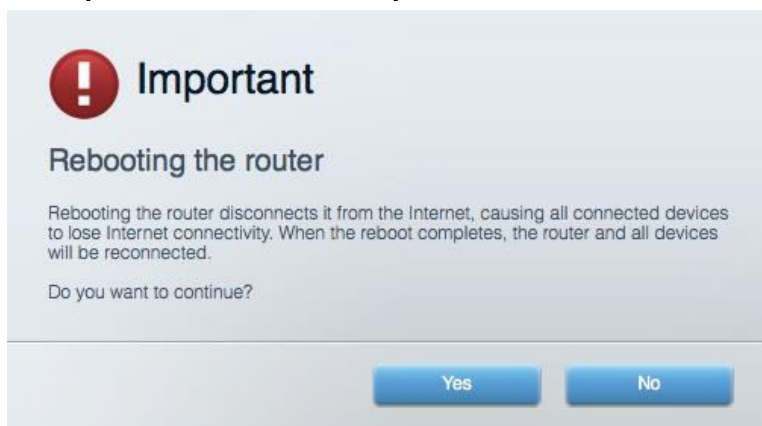 Important
Rebooting the router
Rebooting the router disconnects it from the Internet, causing all connected devices
to lose Internet connectivity. When the reboot completes, the router and all devices
will be reconnected.
Do you want to continue?
Yes No